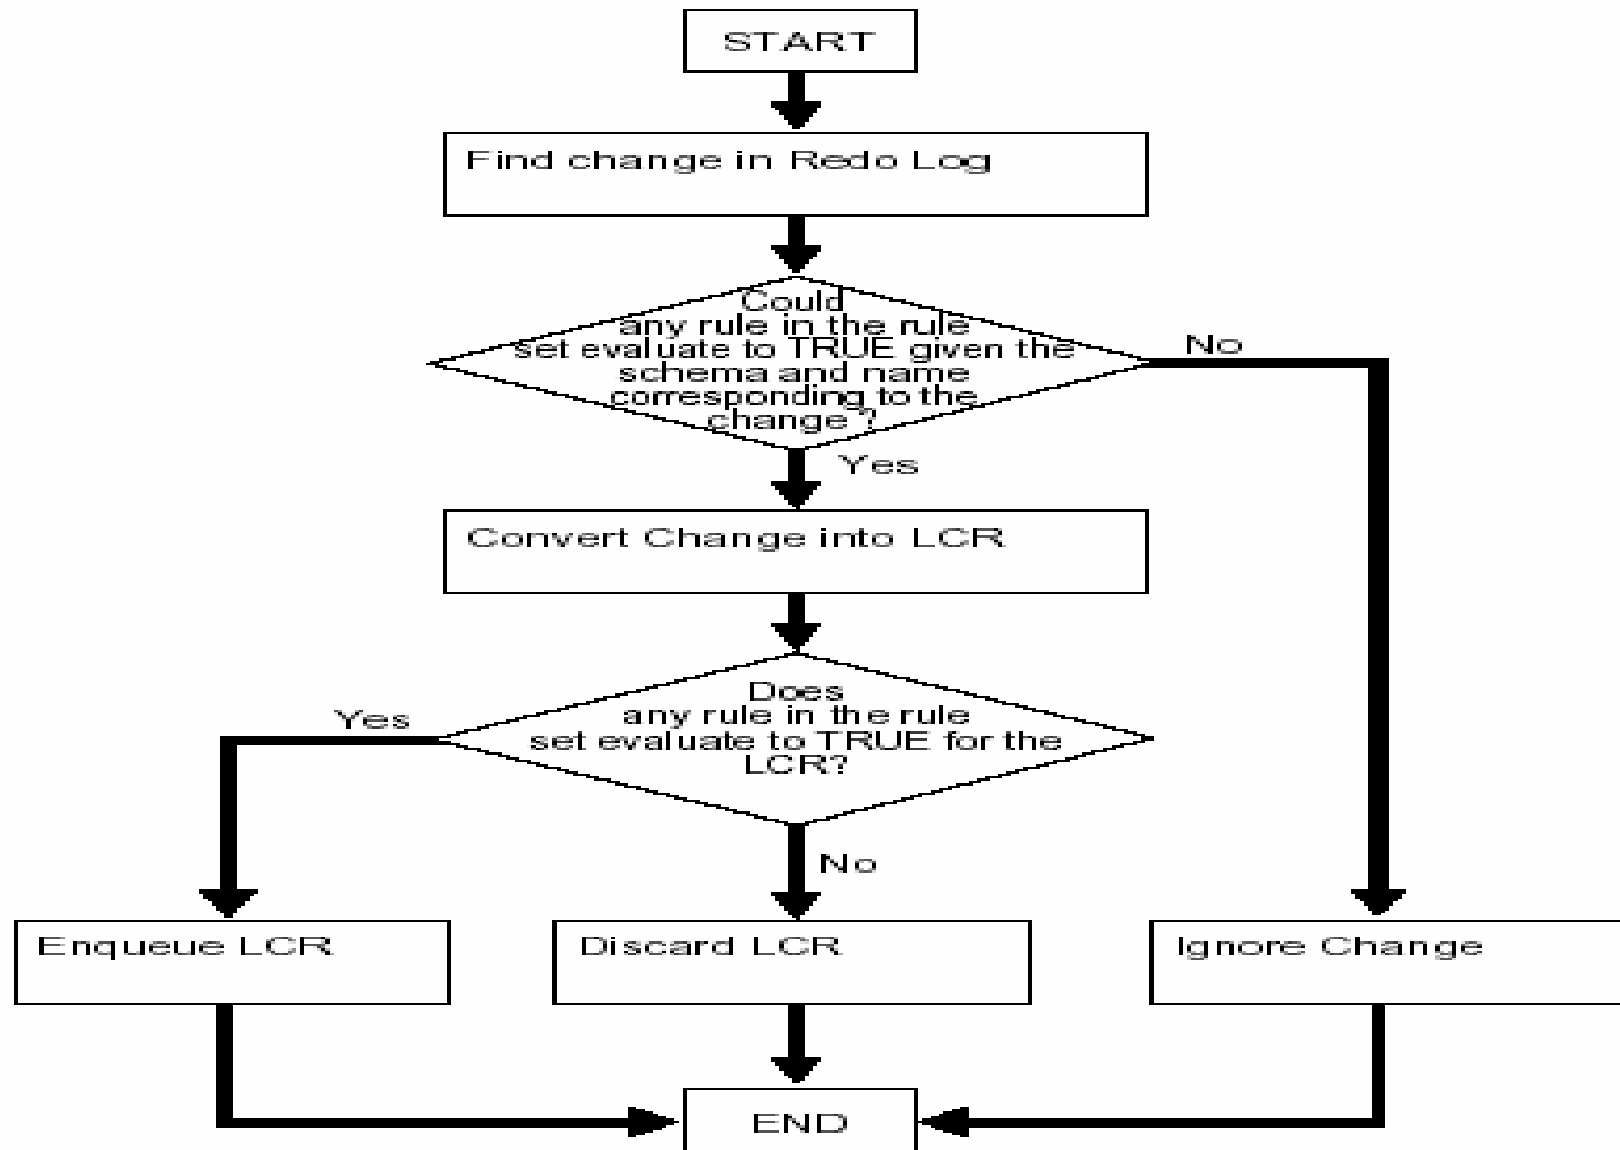 START
Find change in Redo Log
Could
any rule in the rule
set evaluate to TRUE given the
schema and name
corresponding to the
change ?
No
Yes
Convert Change into LCR
Does
any rule in the rule
set evaluate to TRUE for the
LCR?
Yes
No
Enqueue LCR
Discard LCR
Ignore Change
END